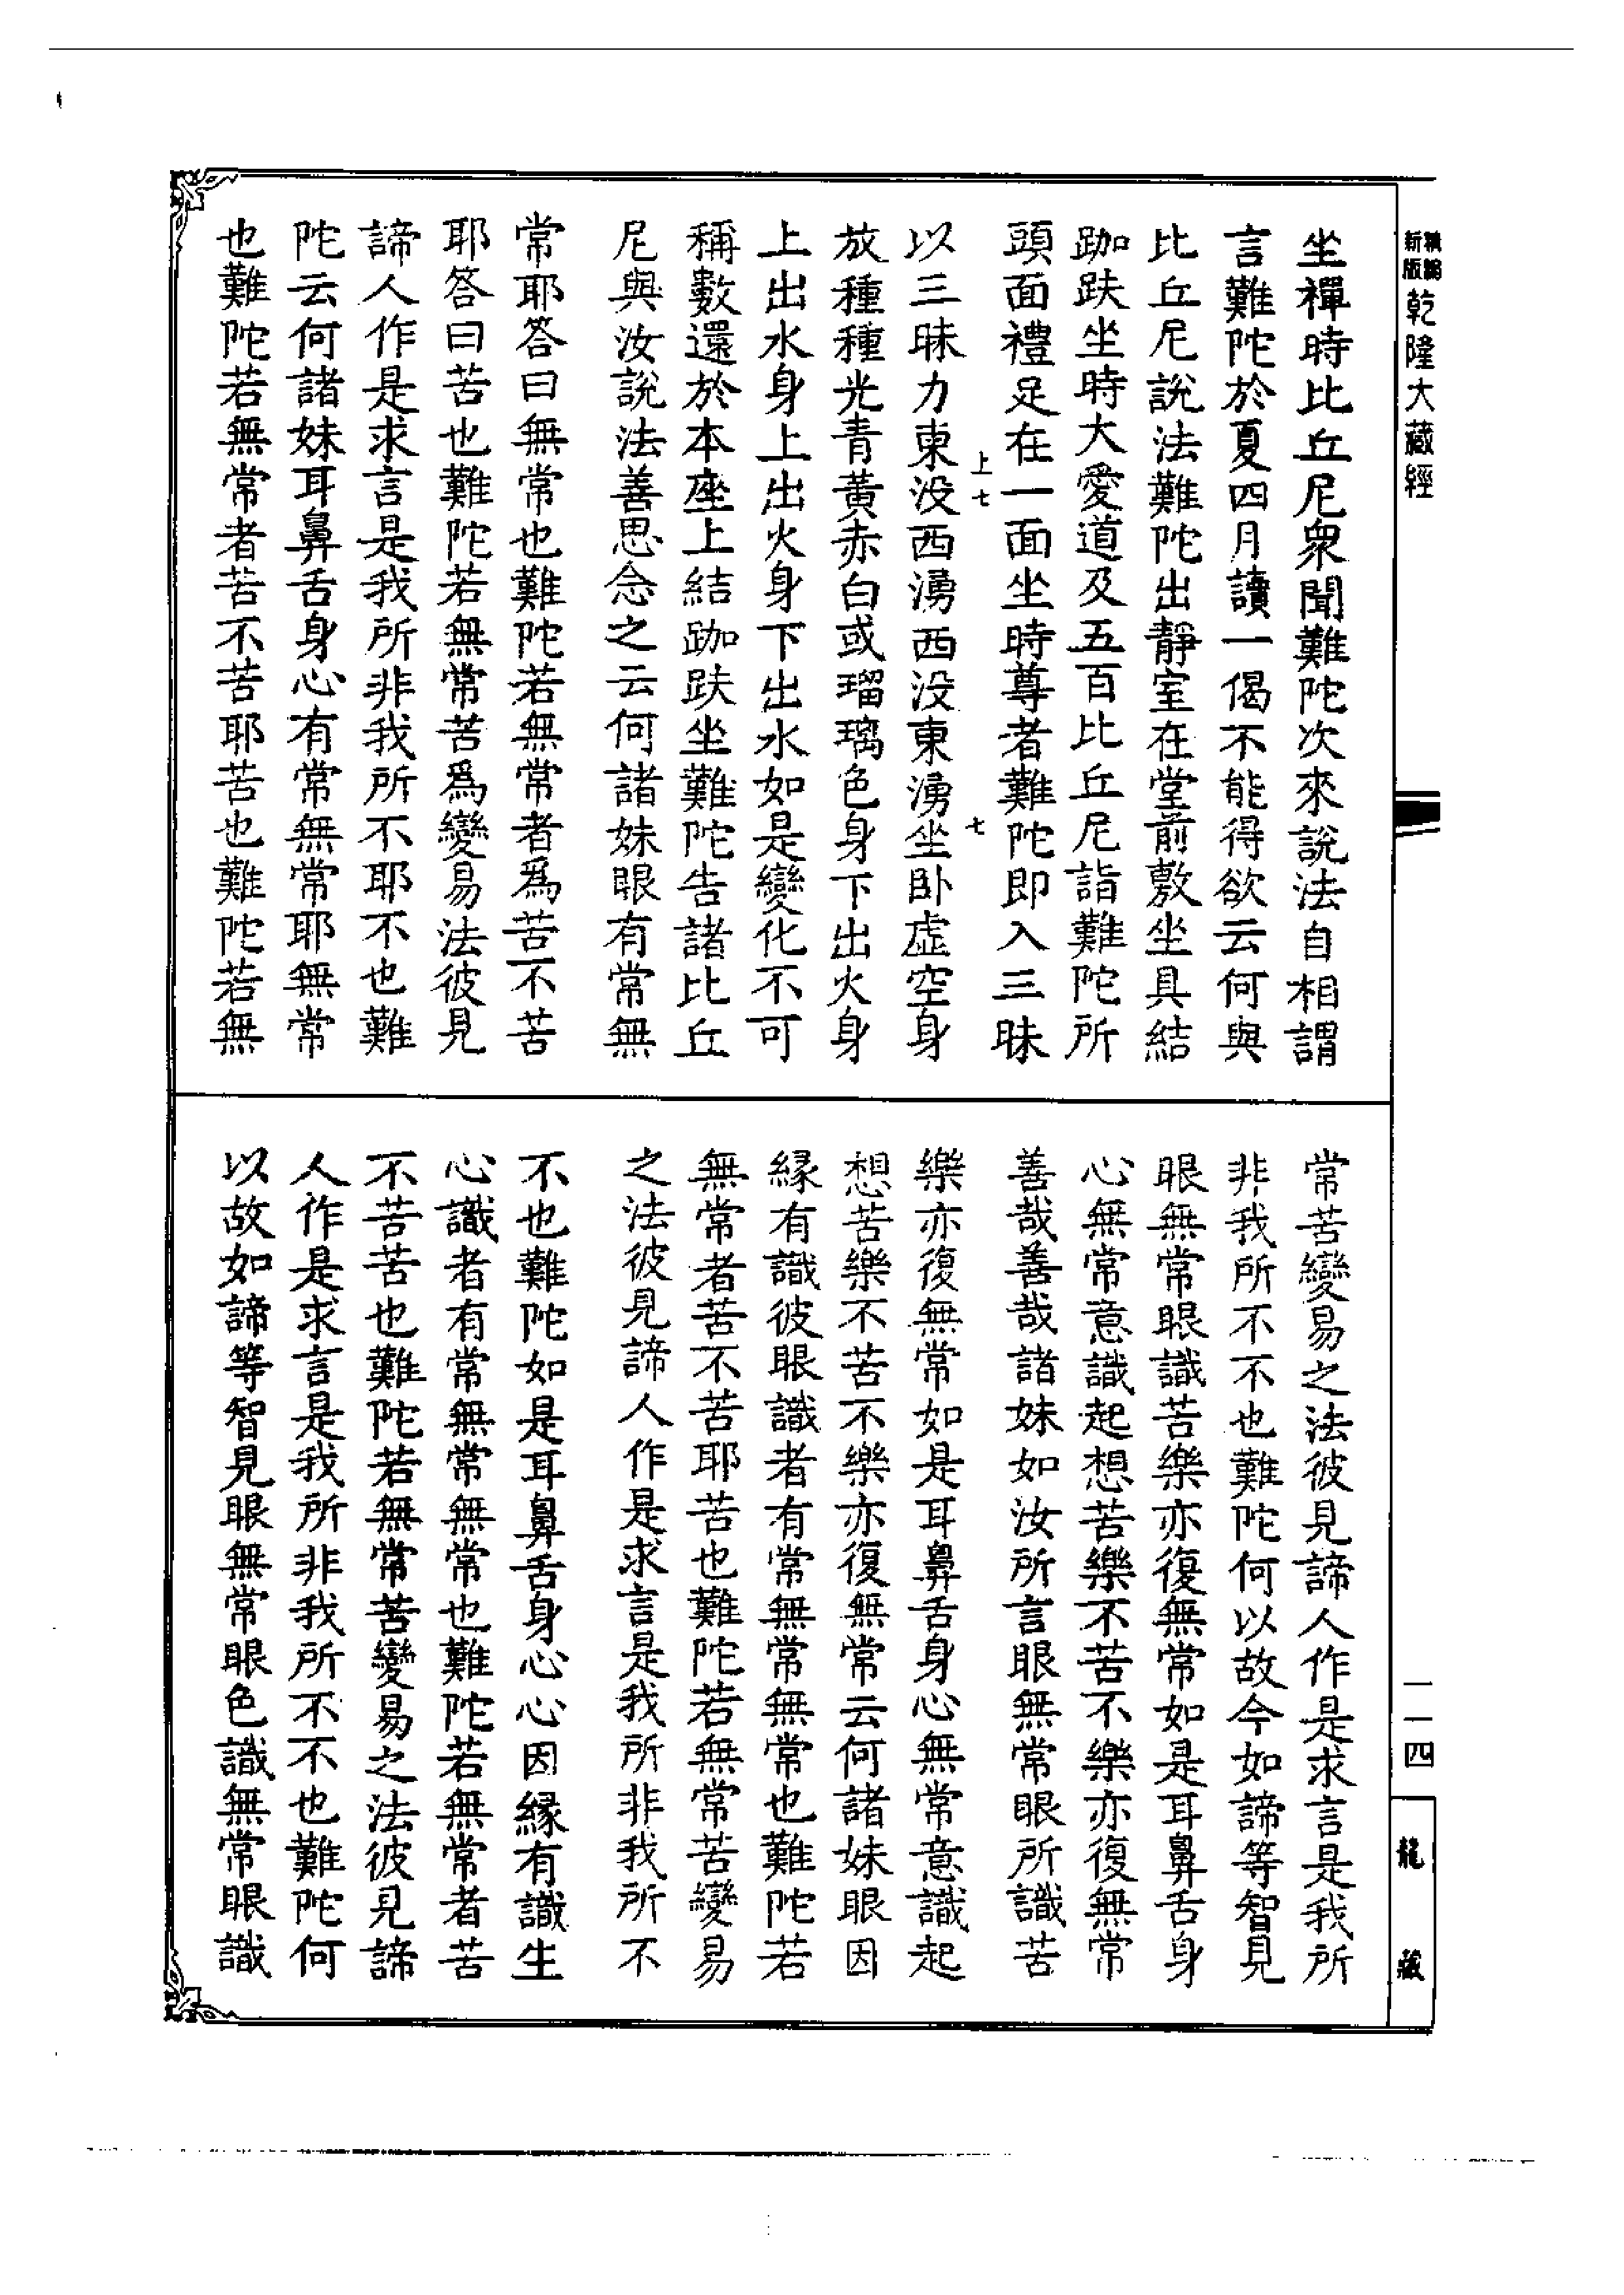 新版 精編 乾隆大藏經
坐禪時比丘尼衆聞難陀次來說法自相謂
言難陀於夏四月讀一偈不能得欲云何與
比丘尼說法難陀出靜室在堂前敷坐具結
跏趺坐時大愛道及五百比丘尼詣難陀所
頭面禮足在一面坐時尊者難陀即入三昧
上七 七
以三昧力東没西湧西没東湧坐卧虛空身
放種種光青黃赤白或瑠璃色身下出火身
上出水身上出火身下出水如是變化不可
稱數還於本座上結跏趺坐難陀告諸比丘
尼與汝說法善思念之云何諸妹眼有常無
常耶答曰無常也難陀若無常者爲苦不苦
耶答曰苦也難陀若無常苦爲變易法彼見
諦人作是求言是我所非我所不耶不也難
陀云何諸妹耳鼻舌身心有常無常耶無常
也難陀若無常者苦不苦耶苦也難陀若無
常苦變易之法彼見諦人作是求言是我所
非我所不不也難陀何以故今如諦等智見
眼無常眼識苦樂亦復無常如是耳鼻舌身
心無常意識起想苦樂不苦不樂亦復無常
善哉善哉諸妹如汝所言眼無常眼所識苦
樂亦復無常如是耳鼻舌身心無常意識起
想苦樂不苦不樂亦復無常云何諸妹眼因
緣有識彼眼識者有常無常無常也難陀若
無常者苦不苦耶苦也難陀若無常苦變易
之法彼見諦人作是求言是我所非我所不
不也難陀如是耳鼻舌身心心因緣有識生
心識者有常無常無常也難陀若無常者苦
不苦苦也難陀若無常苦變易之法彼見諦
人作是求言是我所非我所不不也難陀何
以故如諦等智見眼無常眼色識無常眼識
一一四
龍藏